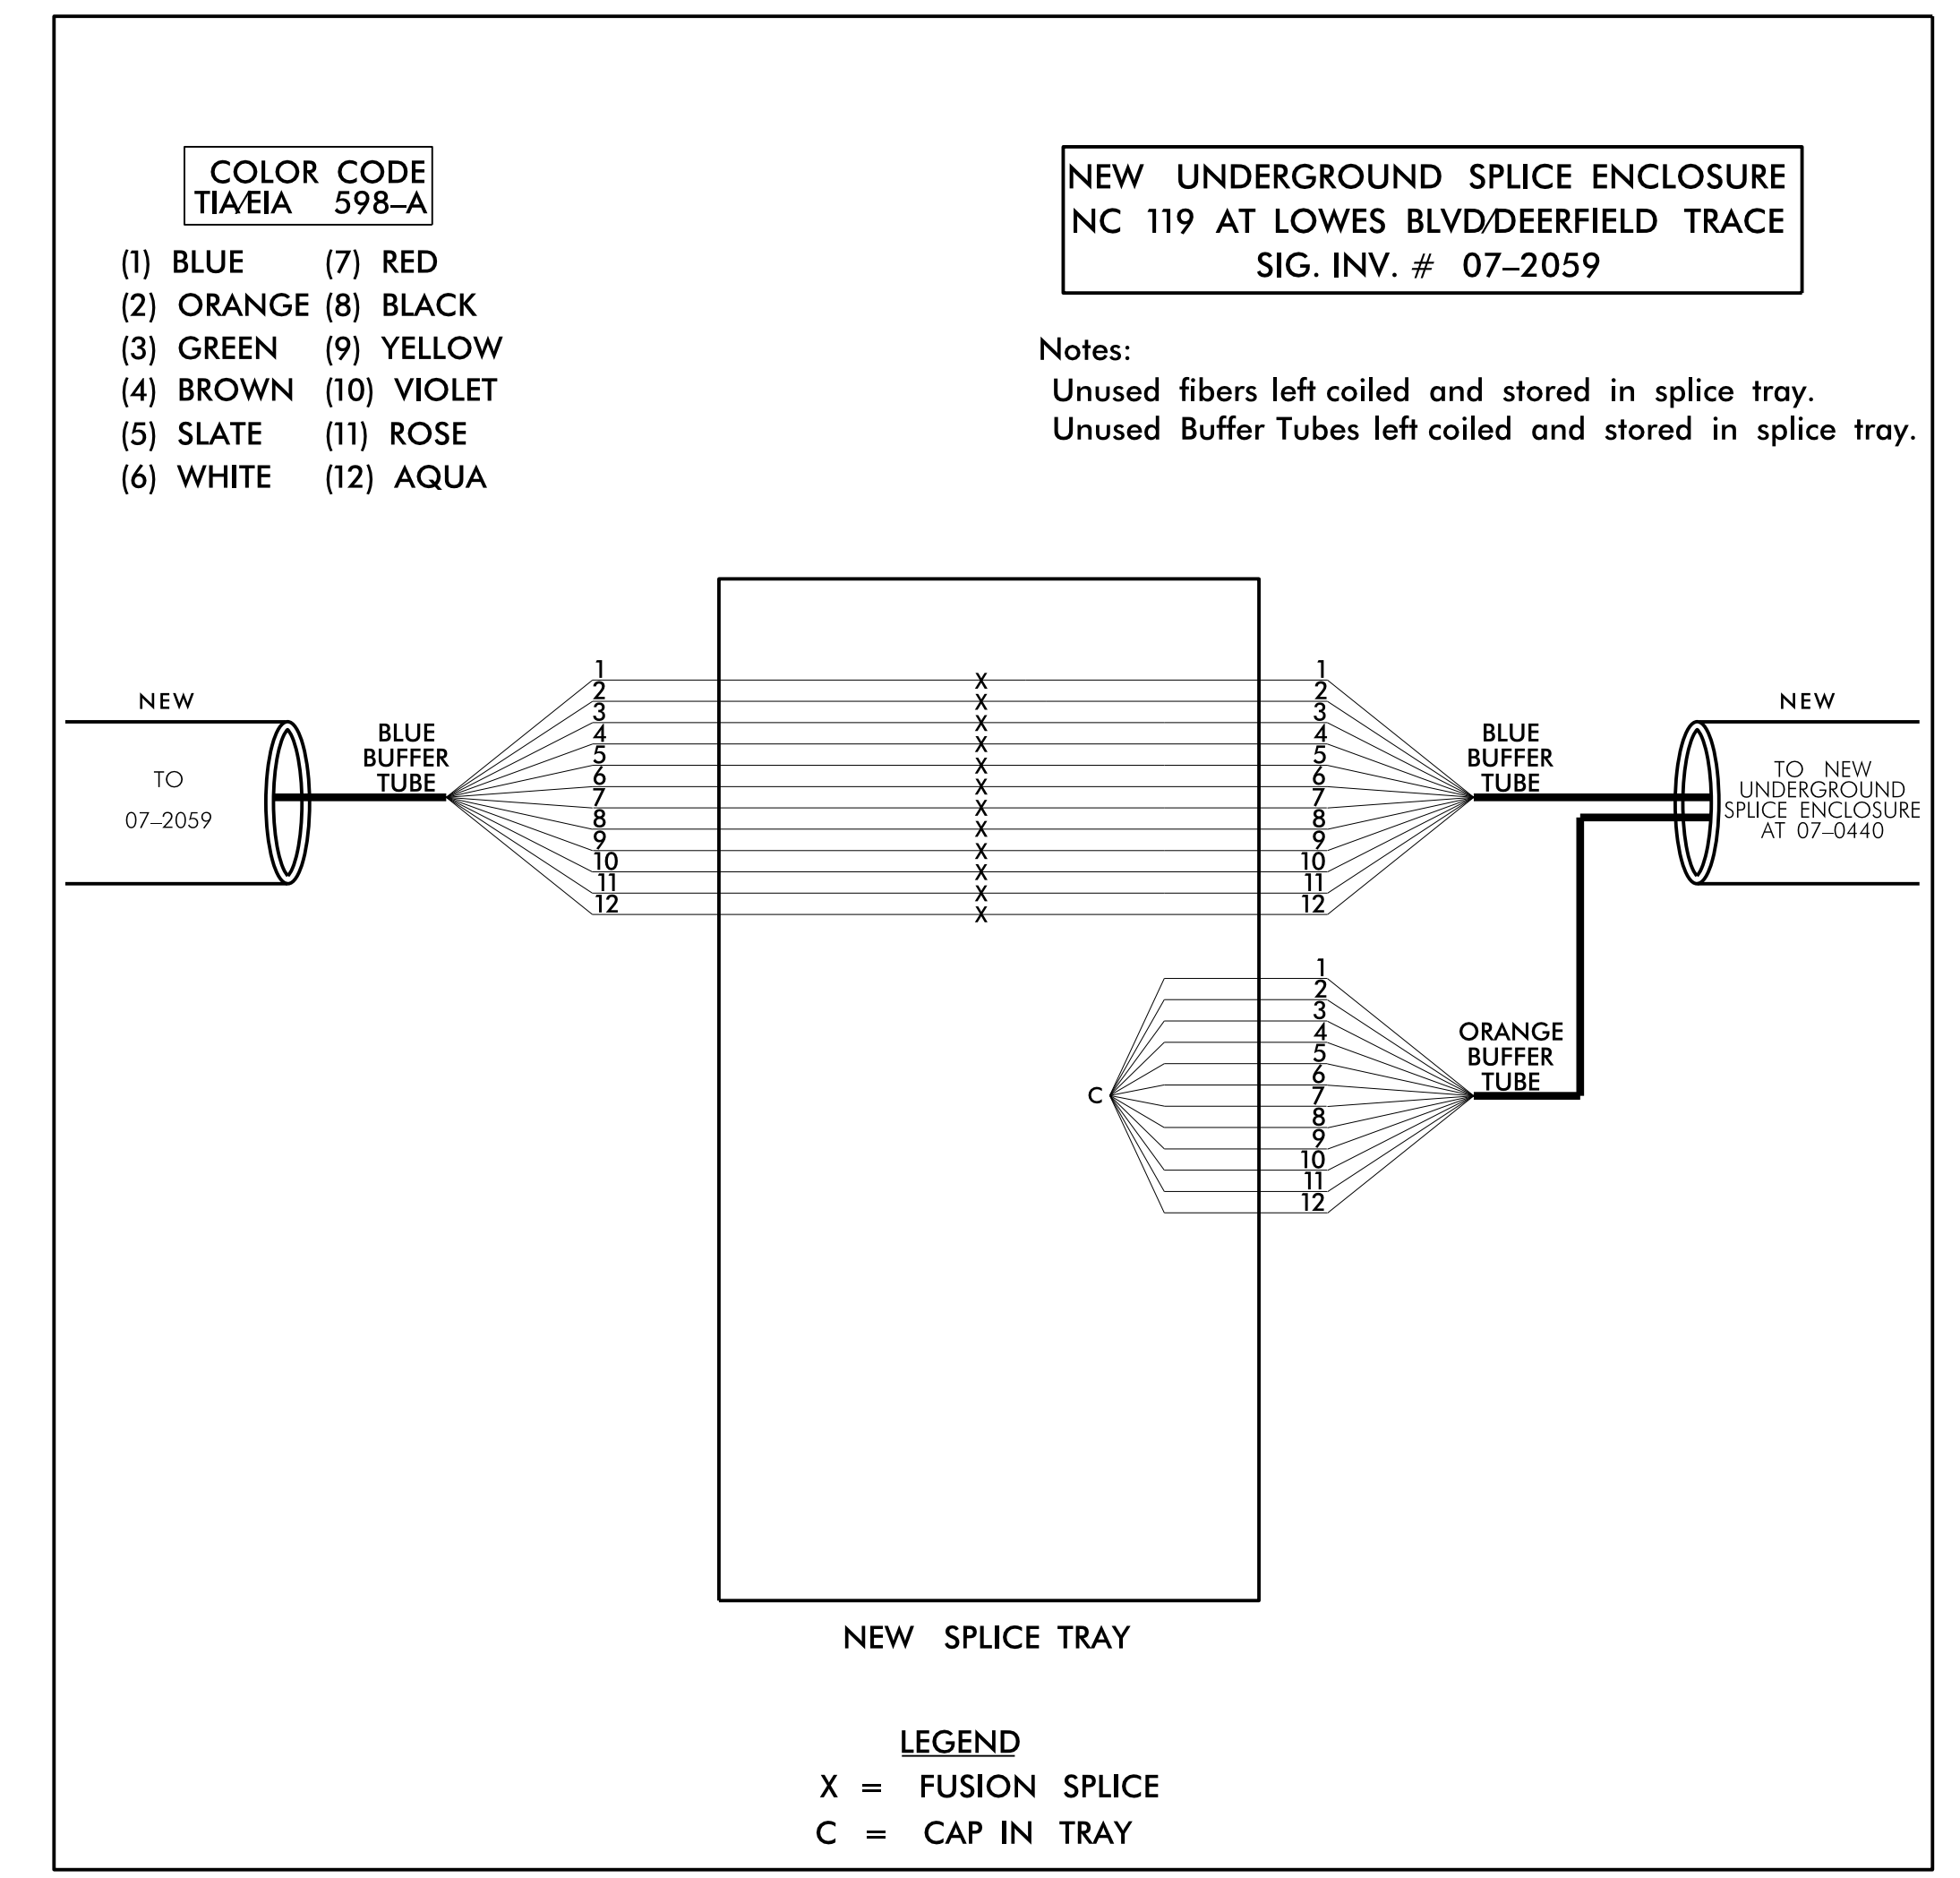 COLOR CODE
TIA/EIA 598-A
(1) BLUE (7) RED
(2) ORANGE (8) BLACK
(3) GREEN (9) YELLOW
(4) BROWN (10) VIOLET
(5) SLATE (11) ROSE
(6) WHITE (12) AQUA
NEW UNDERGROUND SPLICE ENCLOSURE
NC 119 AT LOWES BLVD/DEERFIELD TRACE
SIG. INV. # 07-2059
Notes:
Unused fibers left coiled and stored in splice tray.
Unused Buffer Tubes left coiled and stored in splice tray.
NEW
TO
07-2059
BLUE
BUFFER
TUBE
1
2
3
4
5
6
7
8
9
10
11
12
X
X
X
X
X
X
X
X
X
X
X
X
1
2
3
4
5
6
7
8
9
10
11
12
BLUE
BUFFER
TUBE
NEW
TO NEW
UNDERGROUND
SPLICE ENCLOSURE
AT 07-0440
C
1
2
3
4
5
6
7
8
9
10
11
12
ORANGE
BUFFER
TUBE
NEW SPLICE TRAY
LEGEND
X = FUSION SPLICE
C = CAP IN TRAY